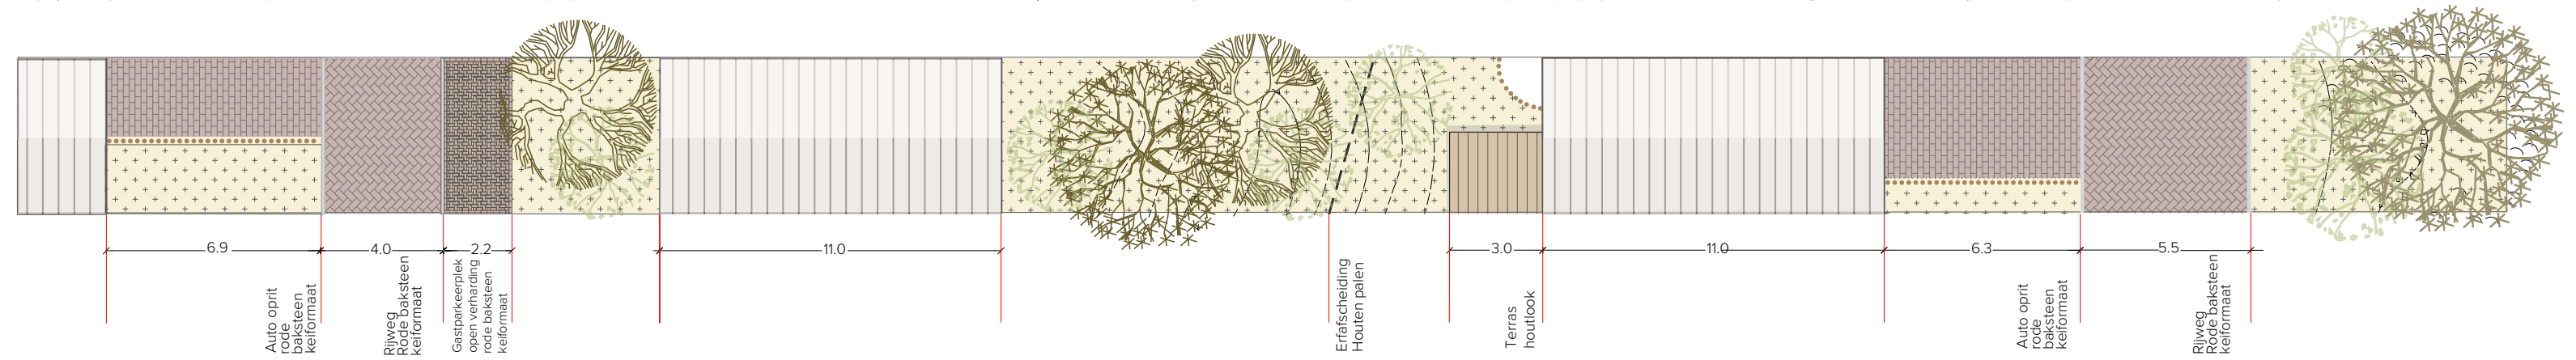 6.9
4.0
2.2
11.0
3.0
11.0
6.3
5.5
Auto oprit
rode
baksteen
keiformaat
Rijweg
Rode baksteen
keiformaat
Gastparkeerplek
open verharding
rode baksteen
keiformaat
Erfafscheiding
Houten palen
Terras
houtlook
Auto oprit
rode
baksteen
keiformaat
Rijweg
Rode baksteen
keiformaat